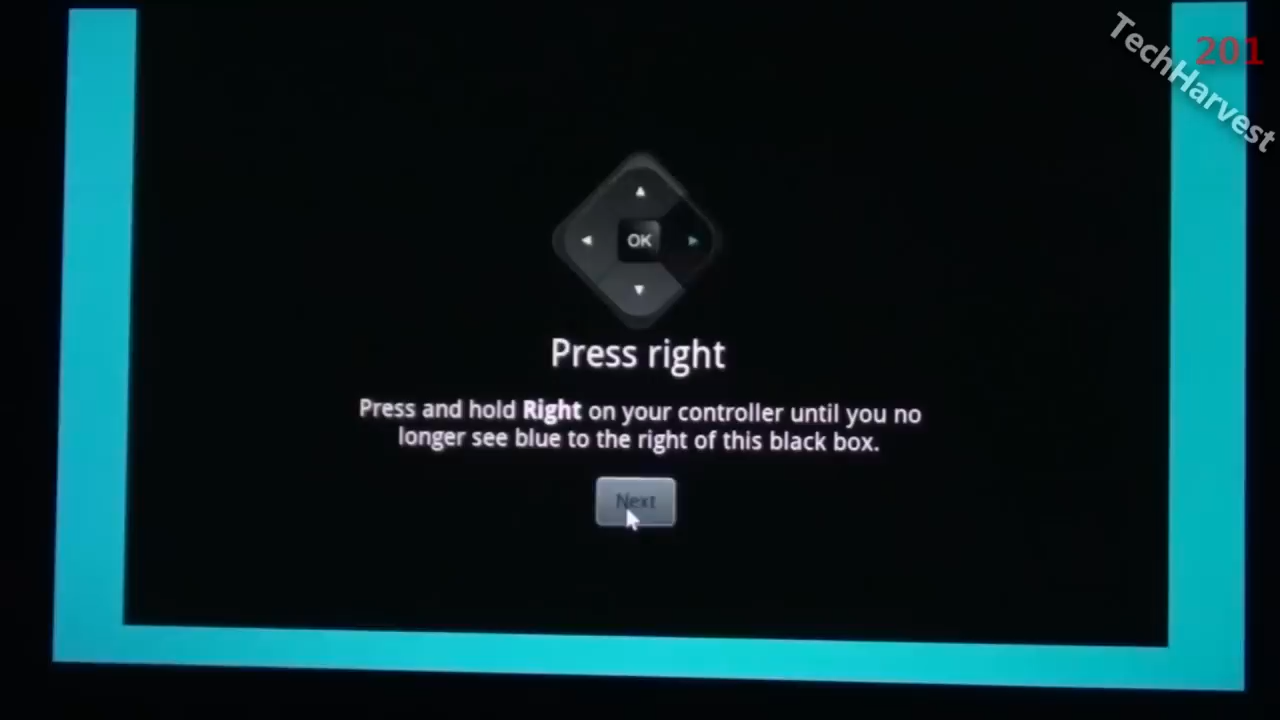 TechHarvest
201
OK
Press right
Press and hold Right on your controller until you no
longer see blue to the right of this black box.
Next